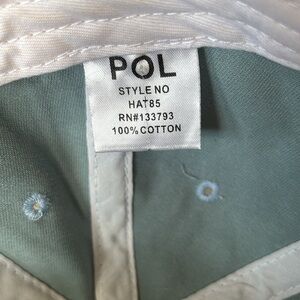 POL
STYLE NO
HAT85
RN#133793
100% COTTON